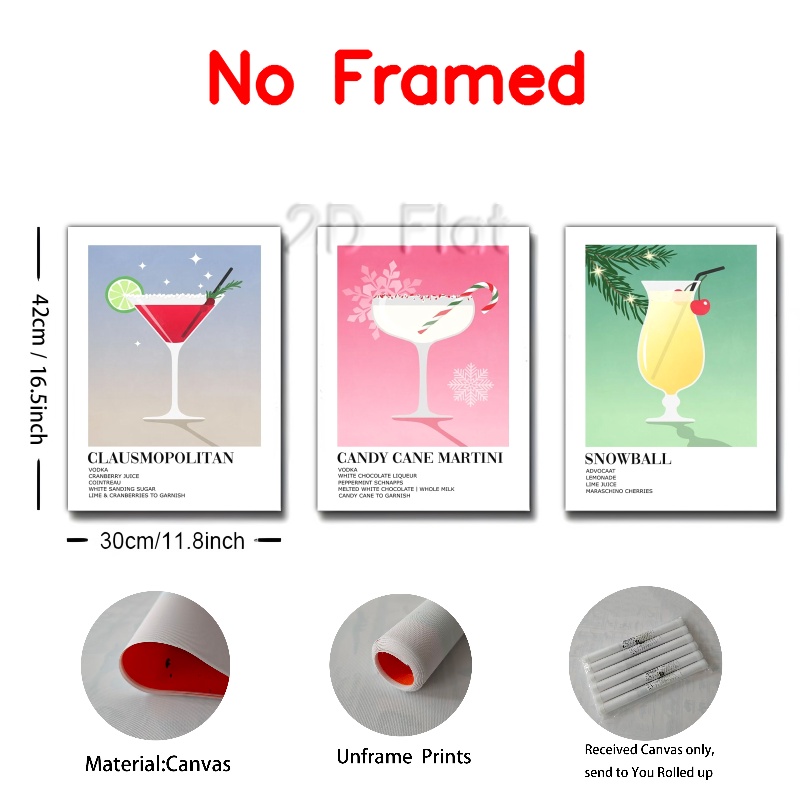 No Framed
2D Flat
42cm / 16.5inch
CLAUSMOPOLITAN
VODKA
CRANBERRY JUICE
COINTREAU
WHITE SANDING SUGAR
LIME & CRANBERRIES TO GARNISH
CANDY CANE MARTINI
VODKA
WHITE CHOCOLATE LIQUEUR
PEPPERMINT SCHNAPPS
MELTED WHITE CHOCOLATE | WHOLE MILK
CANDY CANE TO GARNISH
SNOWBALL
ADVOCAAT
LEMONADE
LIME JUICE
MARASCHINO CHERRIES
30cm/11.8inch
Material:Canvas
Unframe Prints
Received Canvas only,
send to You Rolled up